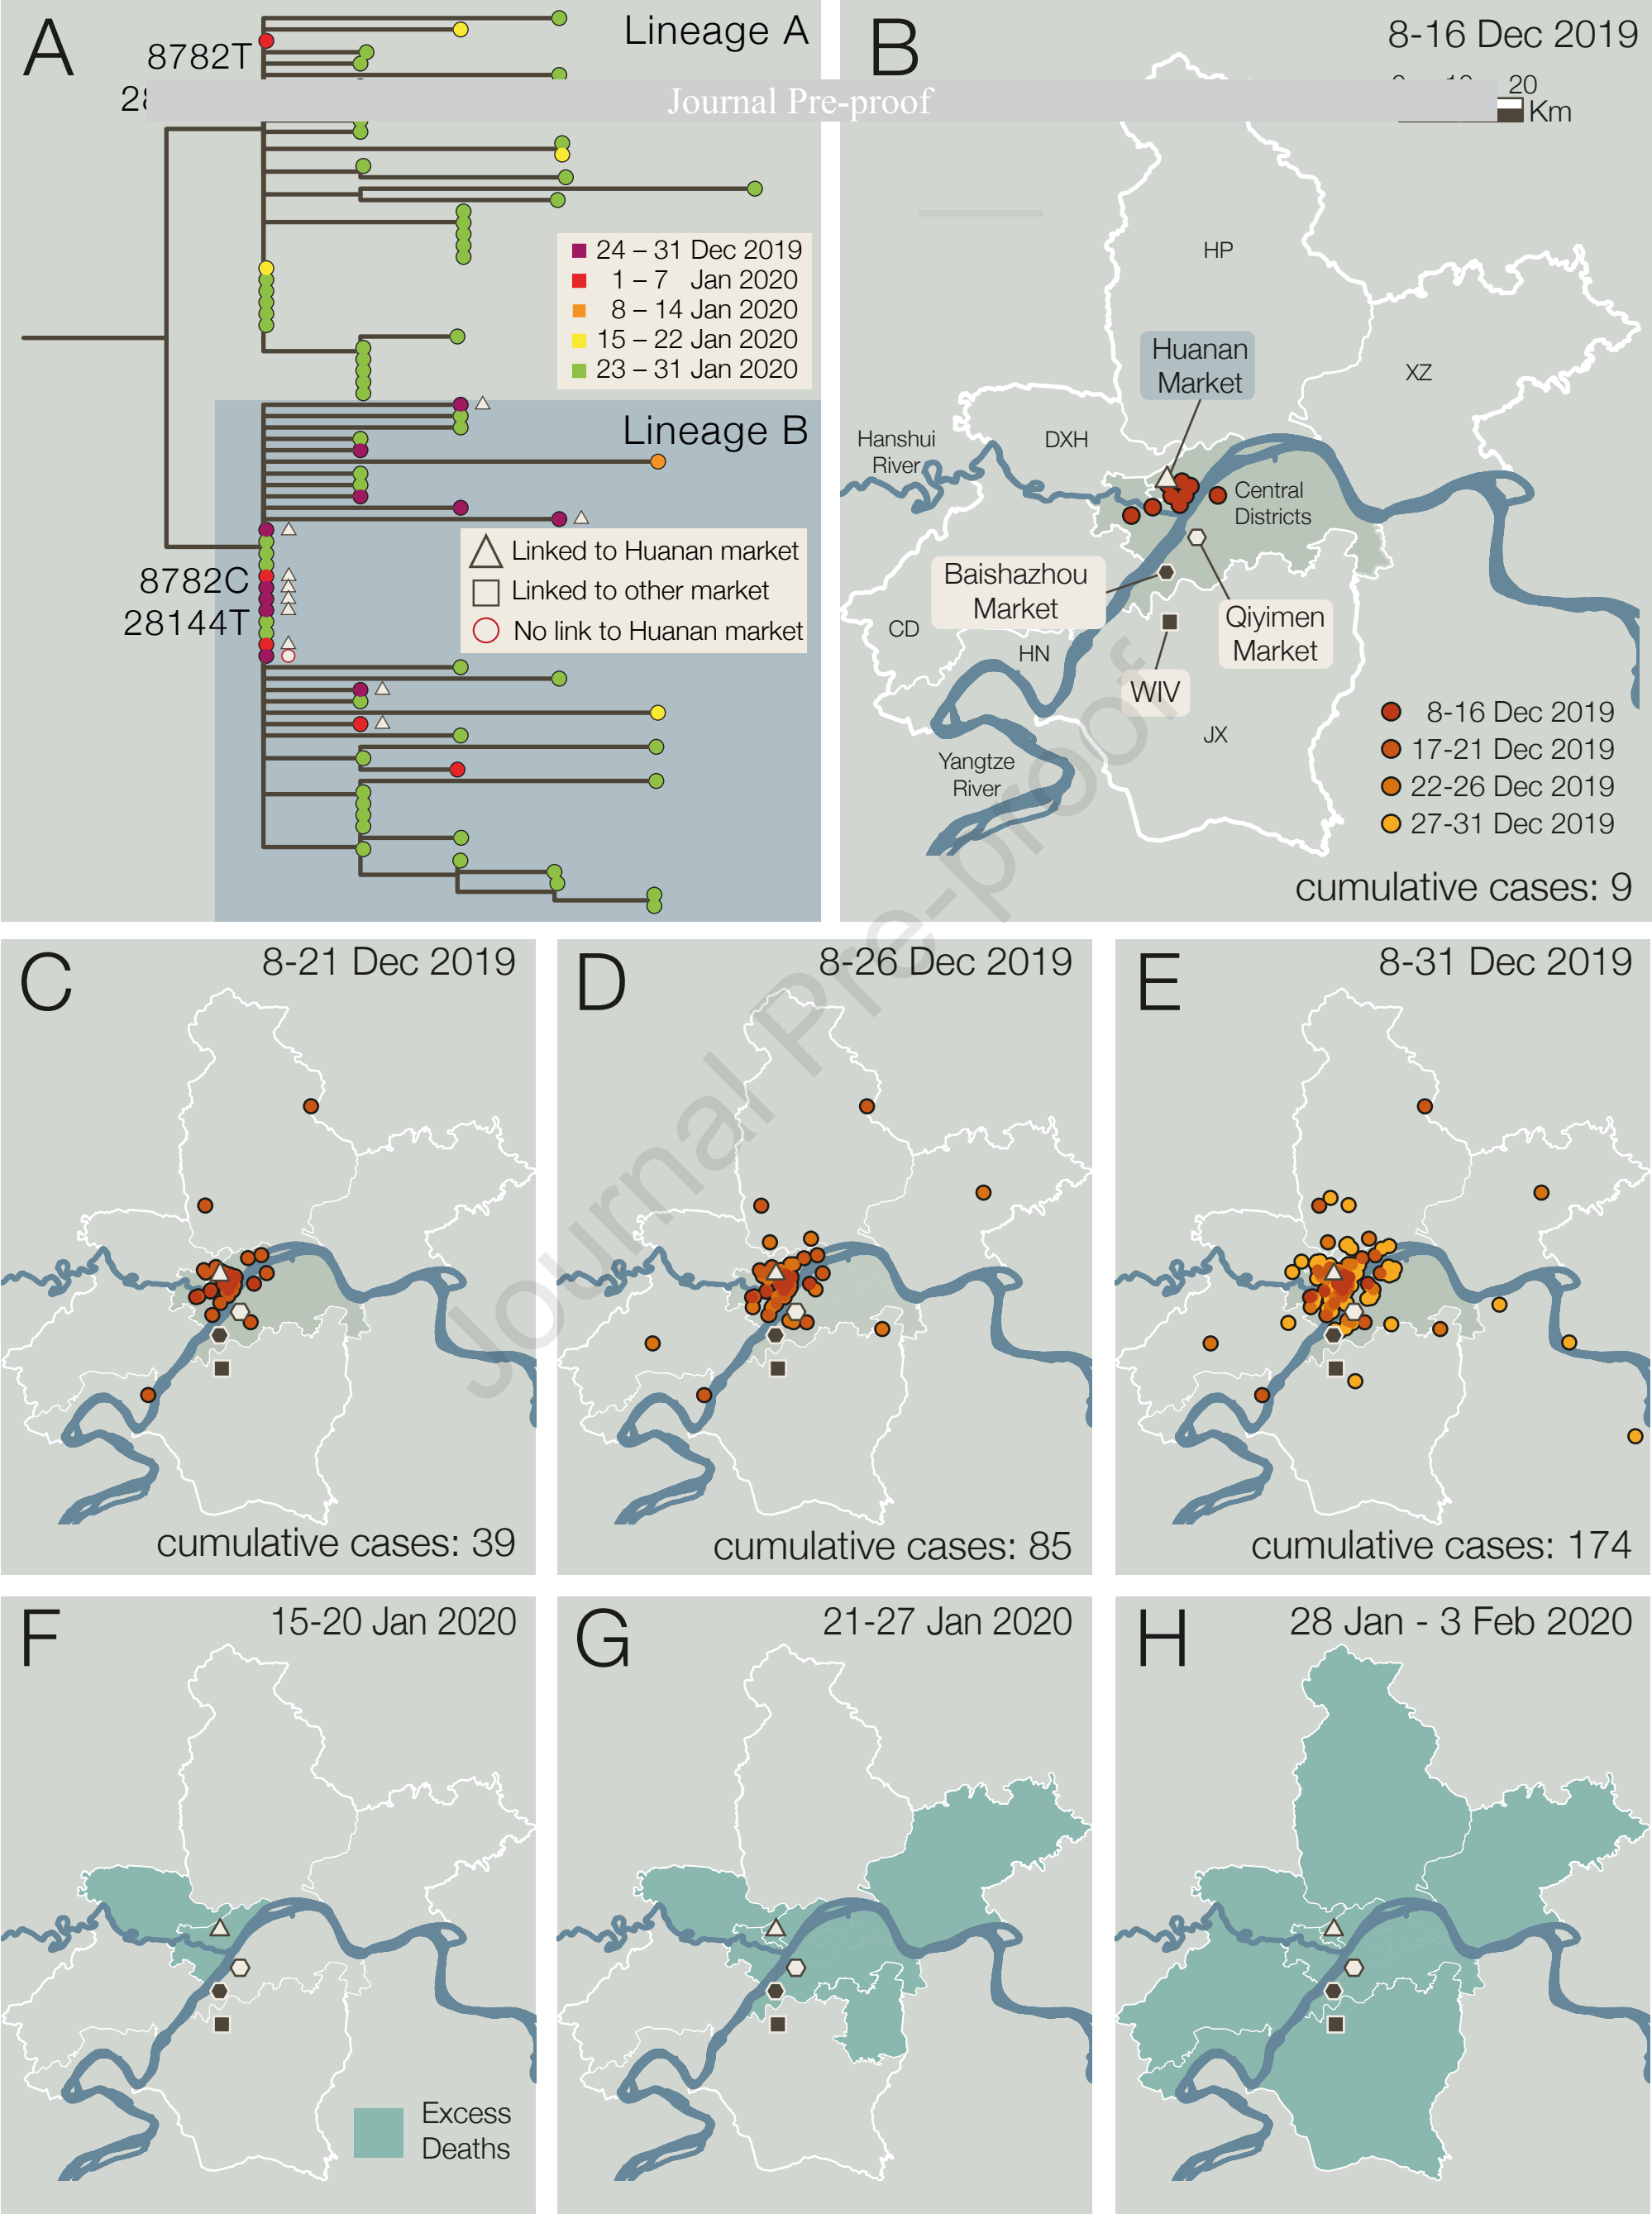 A
Lineage A
8782T
28
Journal Pre-proof
24 – 31 Dec 2019
1 – 7 Jan 2020
8 – 14 Jan 2020
15 – 22 Jan 2020
23 – 31 Jan 2020
Lineage B
Linked to Huanan market
Linked to other market
No link to Huanan market
8782C
28144T
B
8-16 Dec 2019
20
Km
HP
Huanan
Market
XZ
Hanshui
River
DXH
Central
Districts
Baishazhou
Market
Qiyimen
Market
CD
HN
WIV
JX
Yangtze
River
8-16 Dec 2019
17-21 Dec 2019
22-26 Dec 2019
27-31 Dec 2019
cumulative cases: 9
Journal Pre-proof
C
8-21 Dec 2019
cumulative cases: 39
D
8-26 Dec 2019
cumulative cases: 85
E
8-31 Dec 2019
cumulative cases: 174
F
15-20 Jan 2020
Excess
Deaths
G
21-27 Jan 2020
H
28 Jan - 3 Feb 2020